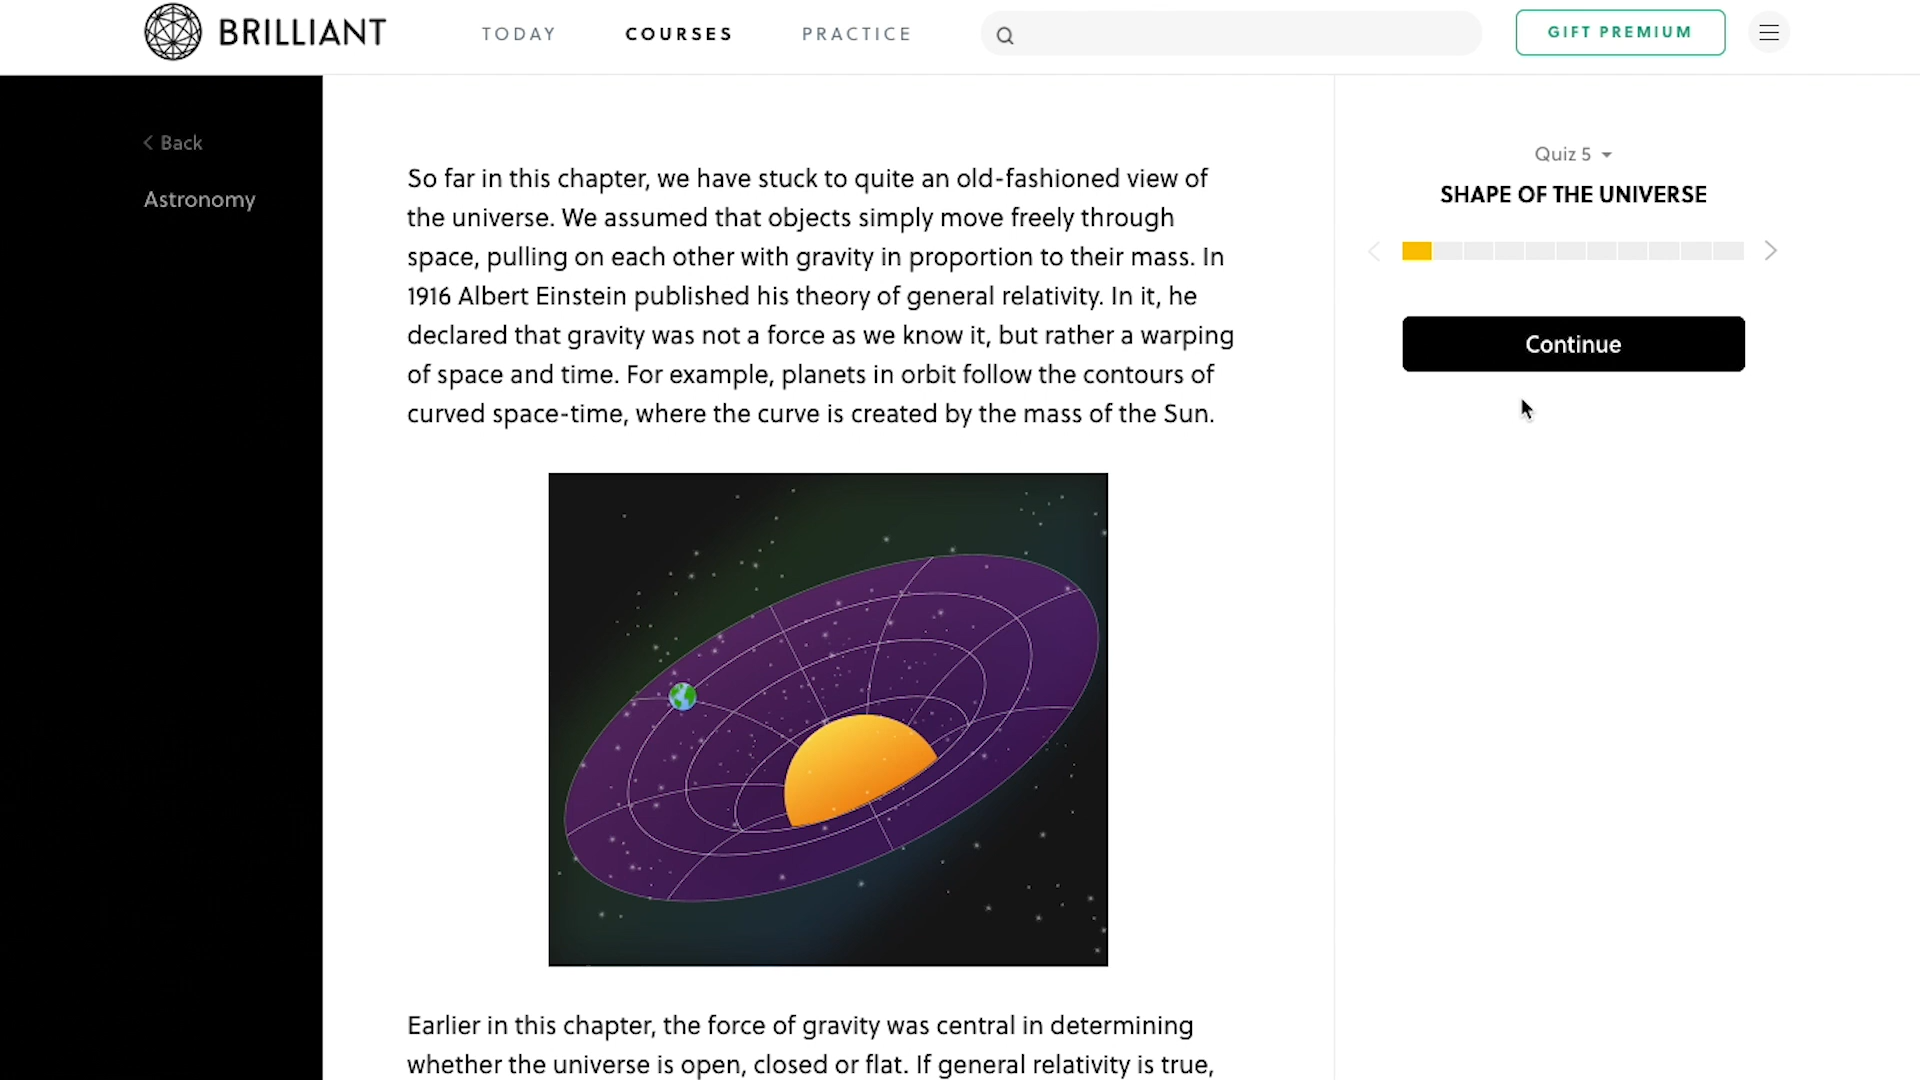 BRILLIANT
TODAY
COURSES
PRACTICE
GIFT PREMIUM
Back
Astronomy
So far in this chapter, we have stuck to quite an old-fashioned view of
the universe. We assumed that objects simply move freely through
space, pulling on each other with gravity in proportion to their mass. In
1916 Albert Einstein published his theory of general relativity. In it, he
declared that gravity was not a force as we know it, but rather a warping
of space and time. For example, planets in orbit follow the contours of
curved space-time, where the curve is created by the mass of the Sun.
Earlier in this chapter, the force of gravity was central in determining
whether the universe is open, closed or flat. If general relativity is true,
Quiz 5
SHAPE OF THE UNIVERSE
Continue